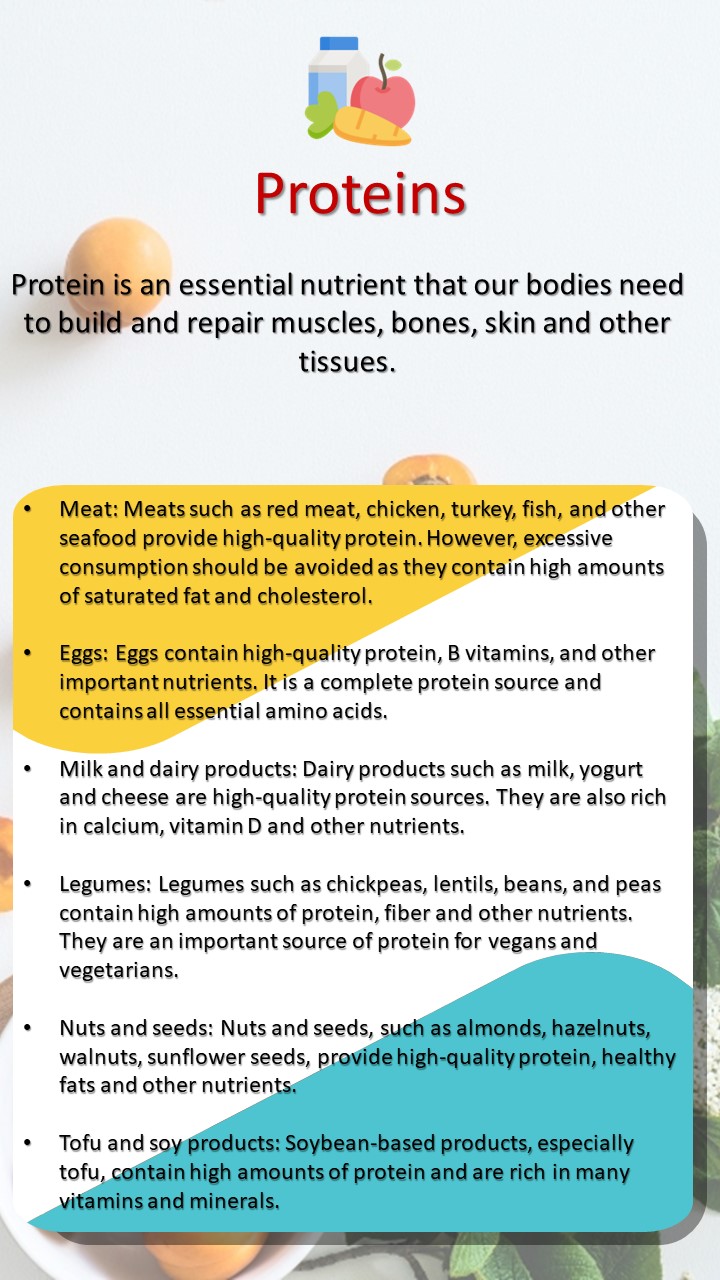 Proteins
Protein is an essential nutrient that our bodies need
to build and repair muscles, bones, skin and other
tissues.
• Meat: Meats such as red meat, chicken, turkey, fish, and other
seafood provide high-quality protein. However, excessive
consumption should be avoided as they contain high amounts
of saturated fat and cholesterol.
• Eggs: Eggs contain high-quality protein, B vitamins, and other
important nutrients. It is a complete protein source and
contains all essential amino acids.
• Milk and dairy products: Dairy products such as milk, yogurt
and cheese are high-quality protein sources. They are also rich
in calcium, vitamin D and other nutrients.
• Legumes: Legumes such as chickpeas, lentils, beans, and peas
contain high amounts of protein, fiber and other nutrients.
They are an important source of protein for vegans and
vegetarians.
• Nuts and seeds: Nuts and seeds, such as almonds, hazelnuts,
walnuts, sunflower seeds, provide high-quality protein, healthy
fats and other nutrients.
• Tofu and soy products: Soybean-based products, especially
tofu, contain high amounts of protein and are rich in many
vitamins and minerals.